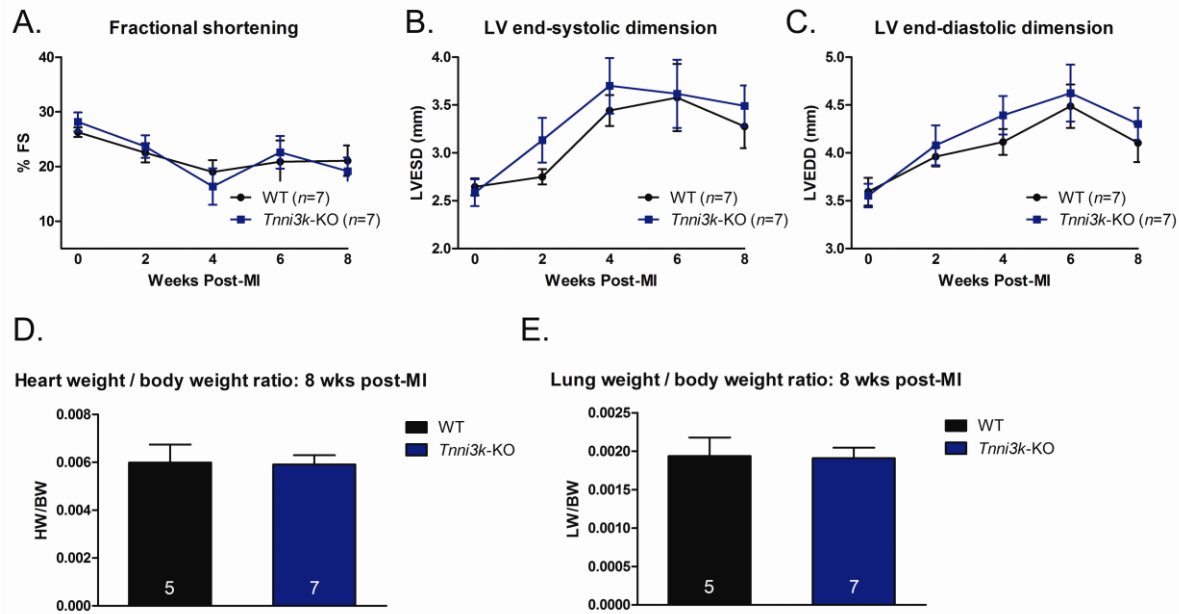 A.
Fractional shortening
40
30
20
10
% FS
WT (n=7)
Tnni3k-KO (n=7)
0 2 4 6 8
Weeks Post-MI
B.
LV end-systolic dimension
4.0
3.5
3.0
2.5
2.0
LVESD (mm)
WT (n=7)
Tnni3k-KO (n=7)
0 2 4 6 8
Weeks Post-MI
C.
LV end-diastolic dimension
5.0
4.5
4.0
3.5
3.0
LVEDD (mm)
WT (n=7)
Tnni3k-KO (n=7)
0 2 4 6 8
Weeks Post-MI
D.
Heart weight / body weight ratio: 8 wks post-MI
0.008
0.006
0.004
0.002
0.000
HW/BW
5
7
WT
Tnni3k-KO
E.
Lung weight / body weight ratio: 8 wks post-MI
0.0025
0.0020
0.0015
0.0010
0.0005
0.0000
LW/BW
5
7
WT
Tnni3k-KO